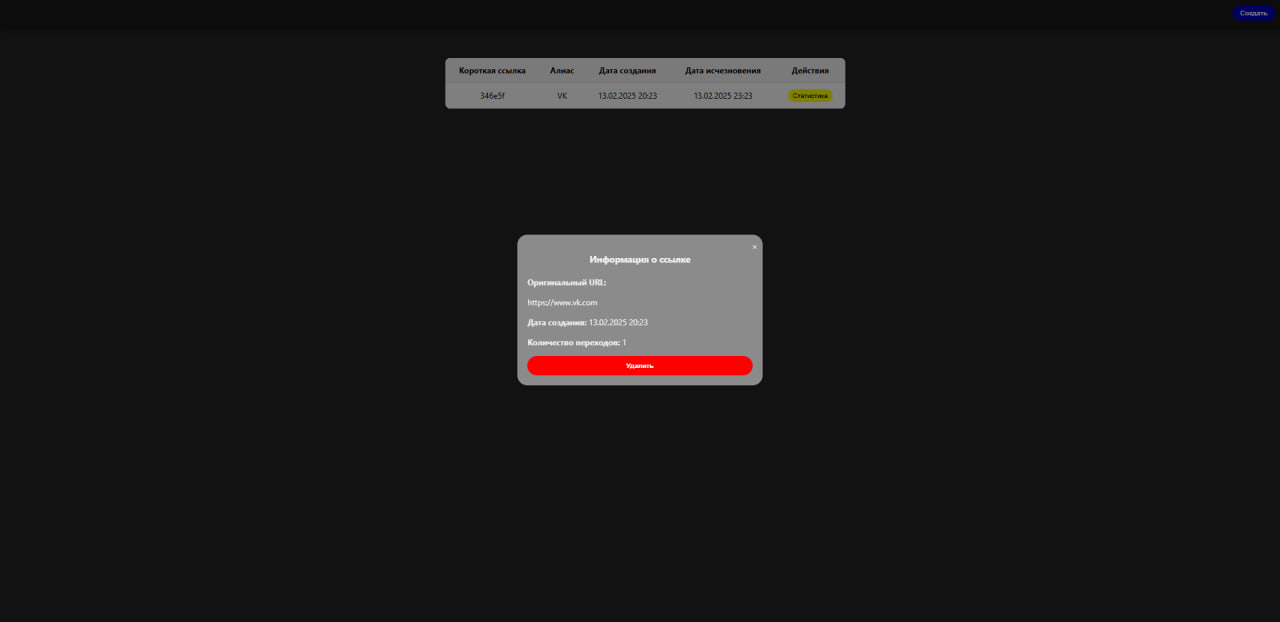 Создать
Короткая ссылка Алиас Дата создания Дата исчезновения Действия
346e5f VK 13.02.2025 20:23 13.02.2025 23:23 Статистика
×
Информация о ссылке
Оригинальный URL:
https://www.vk.com
Дата создания: 13.02.2025 20:23
Количество переходов: 1
Удалить